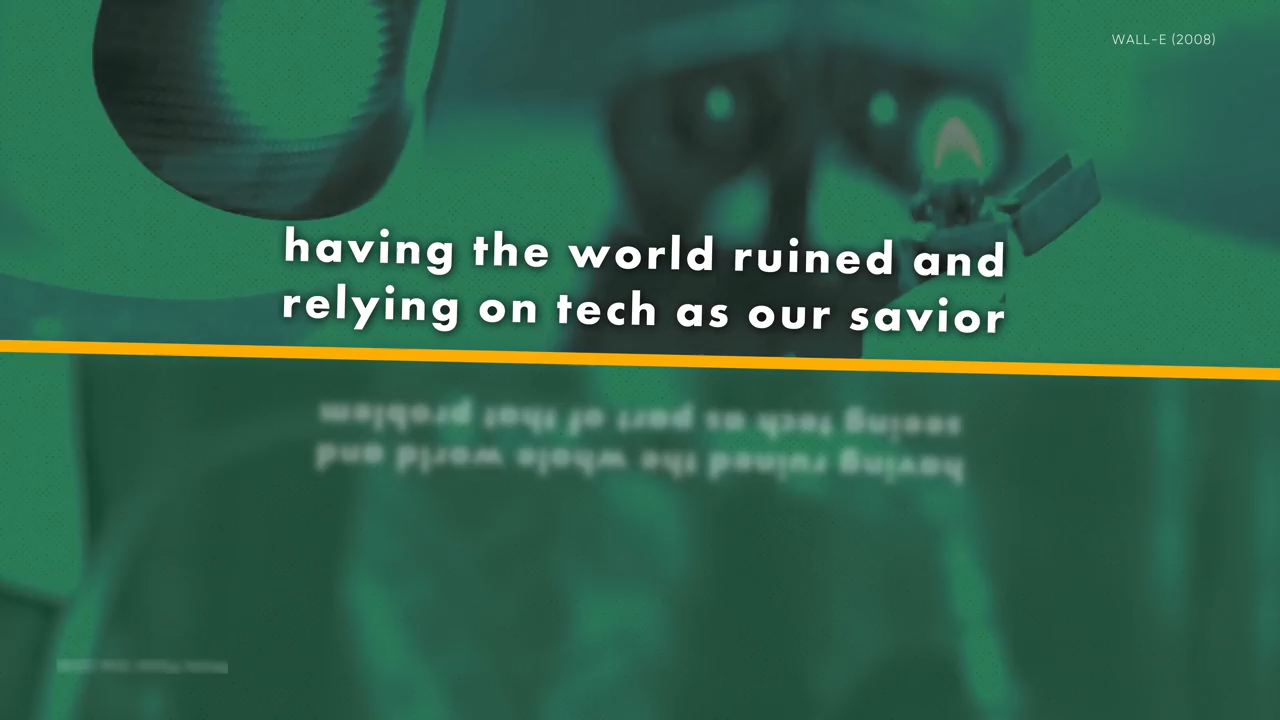 WALL-E (2008)
having the world ruined and
relying on tech as our savior
having ruined the whole world and
seeing tech as part of that problem